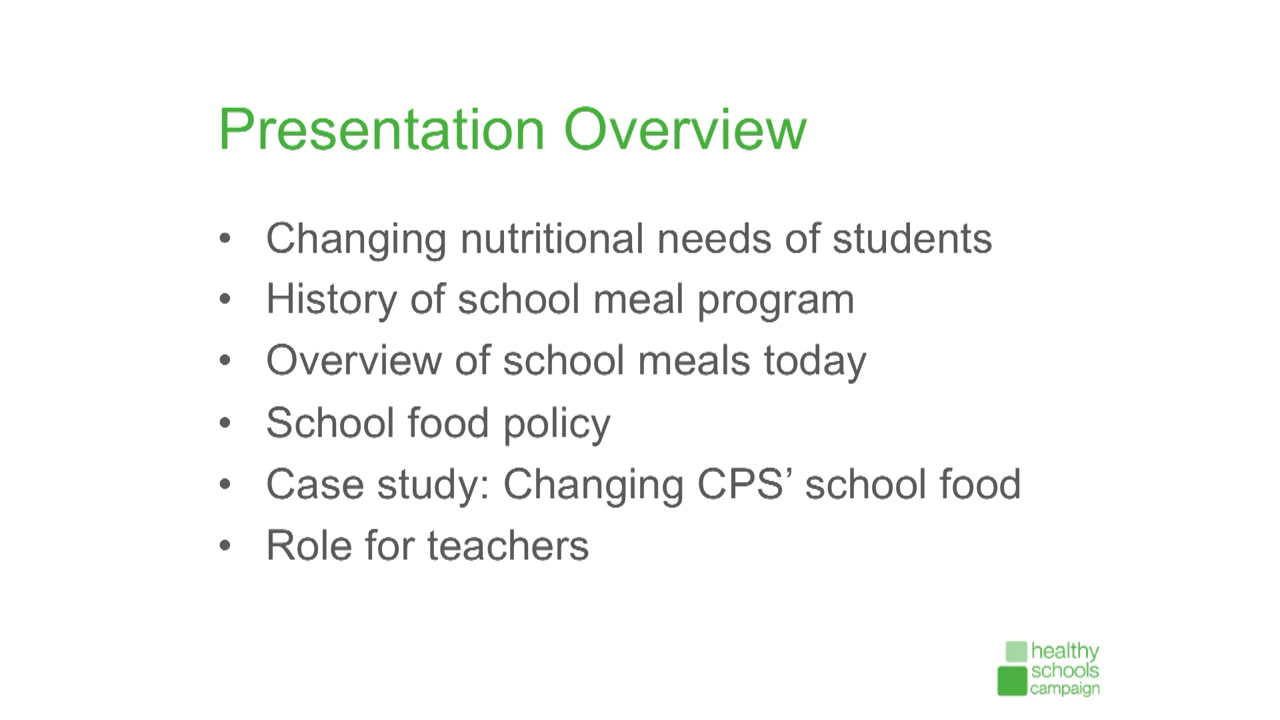 Presentation Overview
• Changing nutritional needs of students
• History of school meal program
• Overview of school meals today
• School food policy
• Case study: Changing CPS’ school food
• Role for teachers
healthy
schools
campaign